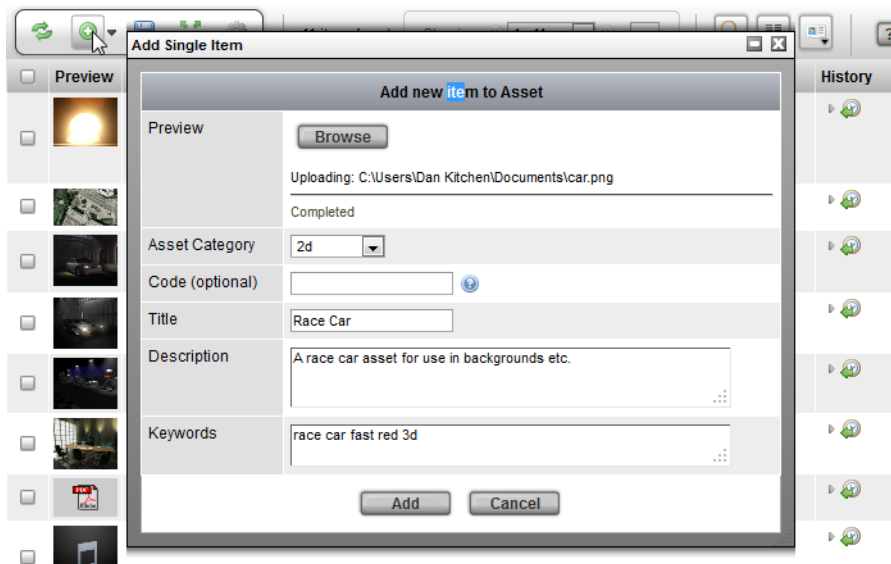 Add Single Item
Preview
History
Add new item to Asset
Preview
Browse
Uploading: C:\Users\Dan Kitchen\Documents\car.png
Completed
Asset Category
2d
Code (optional)
?
Title
Race Car
Description
A race car asset for use in backgrounds etc.
Keywords
race car fast red 3d
PDF
Add
Cancel